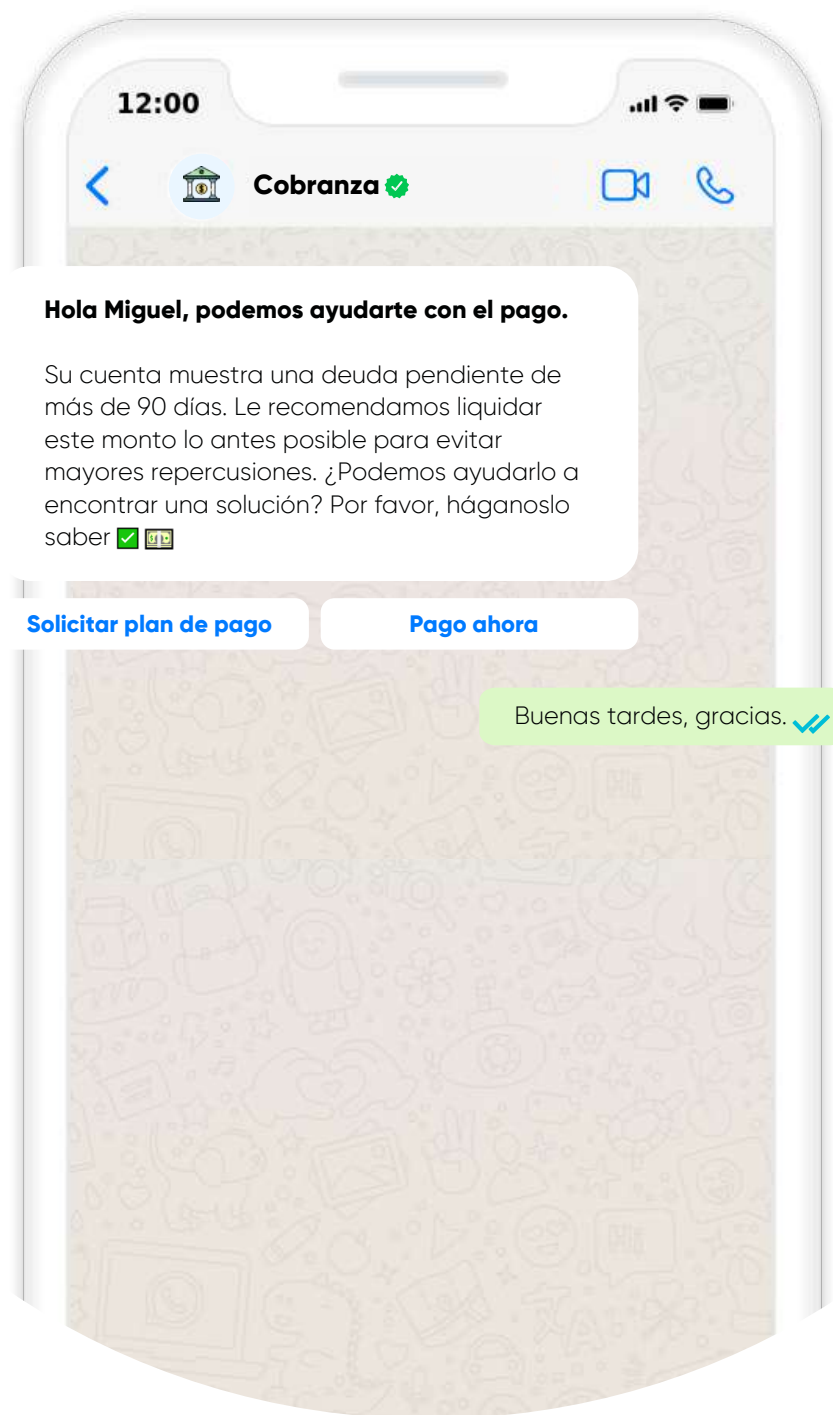 12:00
Cobranza
Hola Miguel, podemos ayudarte con el pago.
Su cuenta muestra una deuda pendiente de
más de 90 días. Le recomendamos liquidar
este monto lo antes posible para evitar
mayores repercusiones. ¿Podemos ayudarlo a
encontrar una solución? Por favor, háganoslo
saber ✅ 💵
Solicitar plan de pago
Pago ahora
Buenas tardes, gracias.
Hi
Hi